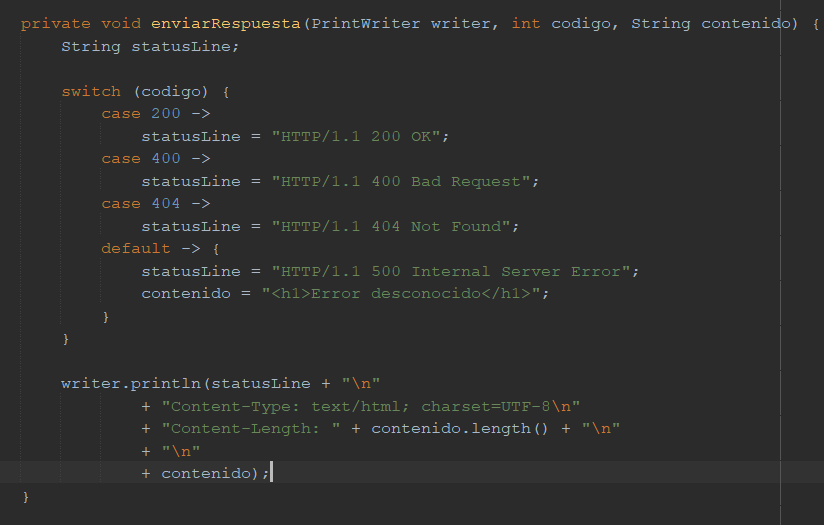 private void enviarRespuesta(PrintWriter writer, int codigo, String contenido) {
    String statusLine;

    switch (codigo) {
        case 200 ->
            statusLine = "HTTP/1.1 200 OK";
        case 400 ->
            statusLine = "HTTP/1.1 400 Bad Request";
        case 404 ->
            statusLine = "HTTP/1.1 404 Not Found";
        default -> {
            statusLine = "HTTP/1.1 500 Internal Server Error";
            contenido = "<h1>Error desconocido</h1>";
        }
    }

    writer.println(statusLine + "\n"
            + "Content-Type: text/html; charset=UTF-8\n"
            + "Content-Length: " + contenido.length() + "\n"
            + "\n"
            + contenido);
}